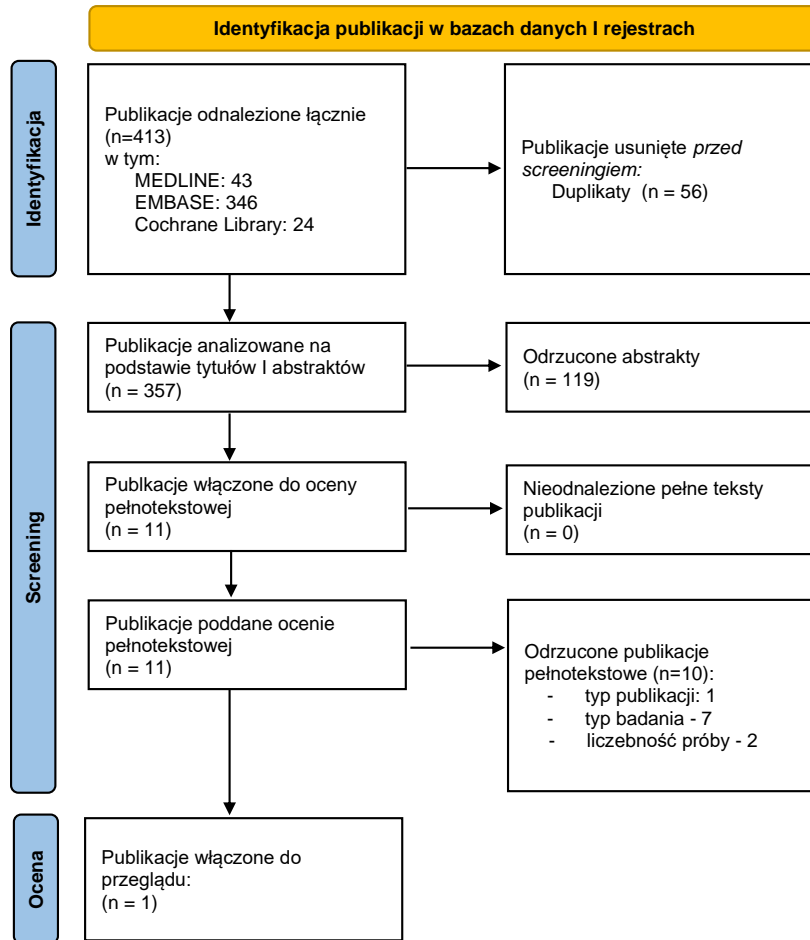 Identyfikacja publikacji w bazach danych I rejestrach
Identyfikacja
Publikacje odnalezione łącznie
(n=413)
w tym:
MEDLINE: 43
EMBASE: 346
Cochrane Library: 24
Publikacje usunięte przed
screeningiem:
Duplikaty (n = 56)
Screening
Publikacje analizowane na
podstawie tytułów I abstraktów
(n = 357)
Odrzucone abstrakty
(n = 119)
Publkacje włączone do oceny
pełnotekstowej
(n = 11)
Nieodnalezione pełne teksty
publikacji
(n = 0)
Publikacje poddane ocenie
pełnotekstowej
(n = 11)
Odrzucone publikacje
pełnotekstowe (n=10):
- typ publikacji: 1
- typ badania - 7
- liczebność próby - 2
Ocena
Publikacje włączone do
przeglądu:
(n = 1)